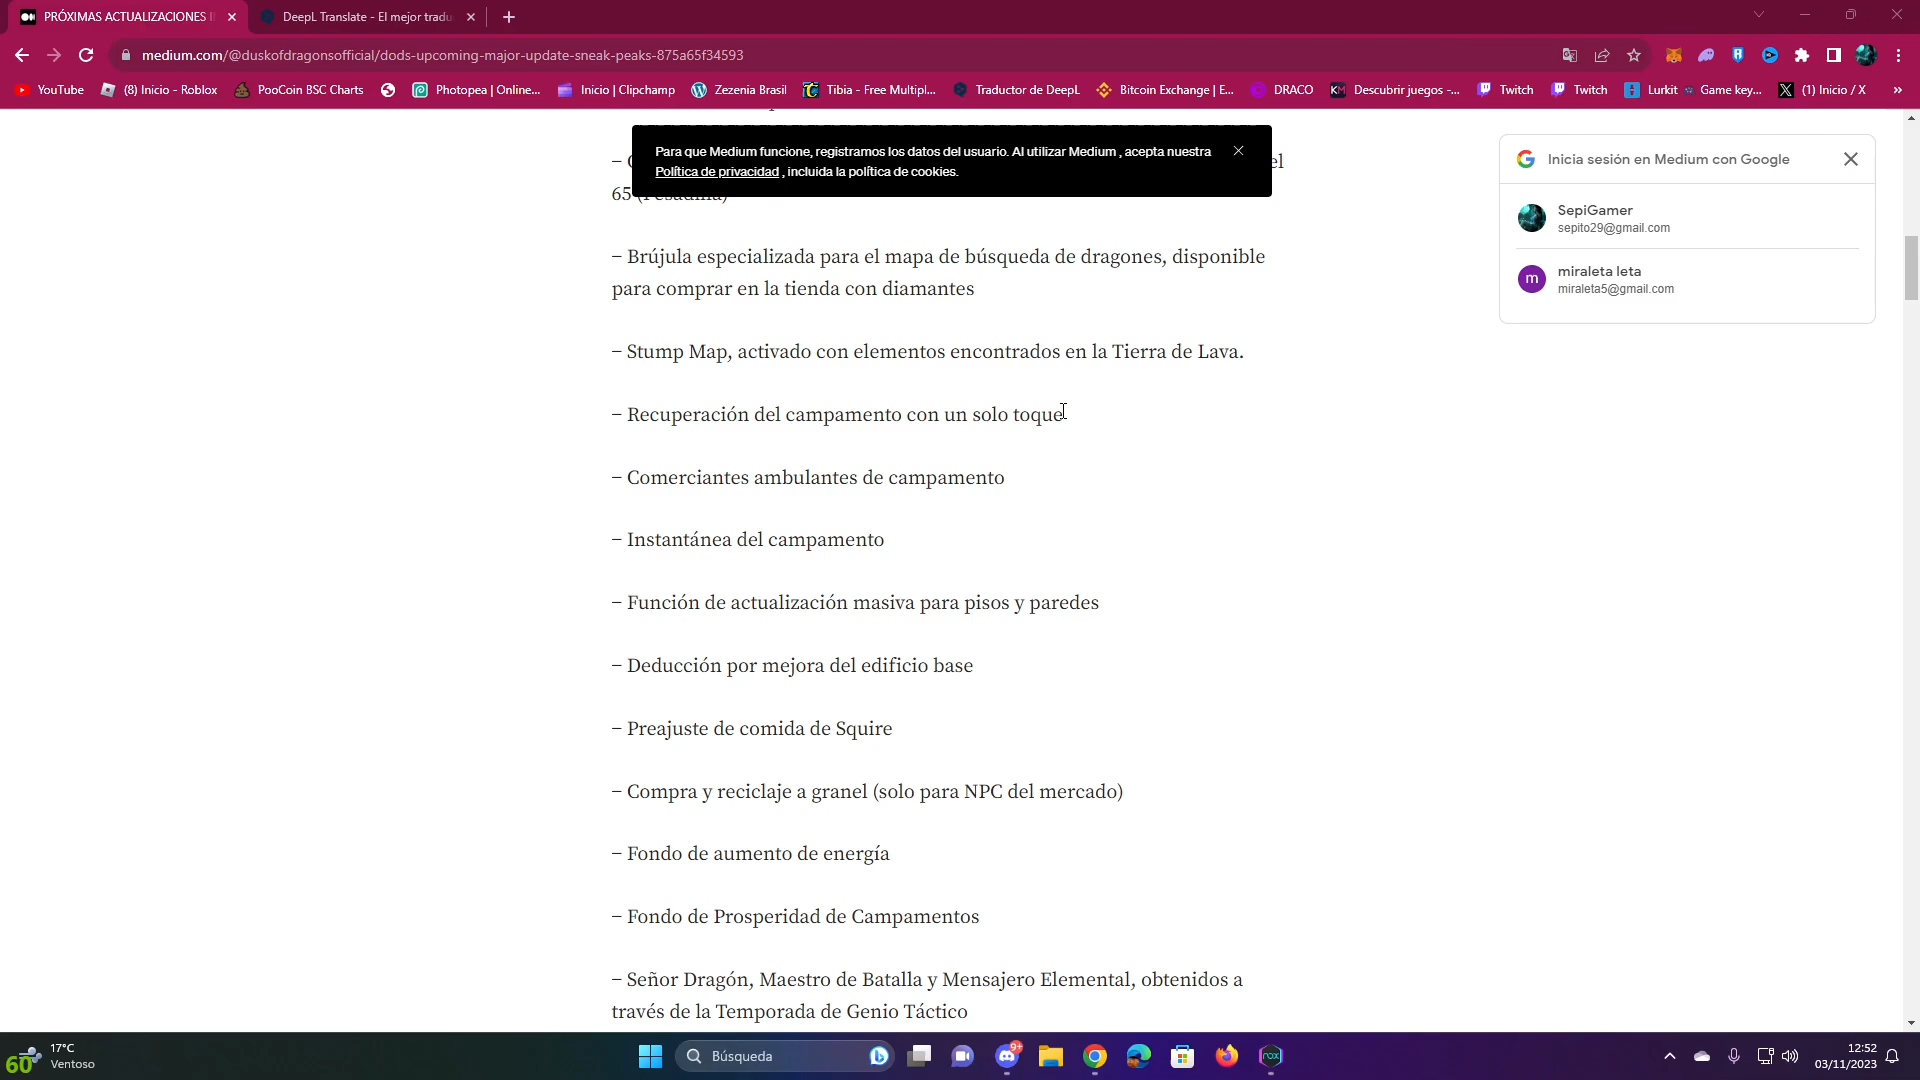 PRÓXIMAS ACTUALIZACIONES
DeepL Translate - El mejor tradu
medium.com/@duskofdragonsofficial/dods-upcoming-major-update-sneak-peaks-875a65f34593
YouTube
(8) Inicio - Roblox
PooCoin BSC Charts
Photopea | Online...
Inicio | Clipchamp
Zezenia Brasil
Tibia - Free Multipl...
Traductor de DeepL
Bitcoin Exchange | E...
DRACO
Descubrir juegos -...
Twitch
Twitch
Lurkit
Game key...
(1) Inicio / X
»
Para que Medium funcione, registramos los datos del usuario. Al utilizar Medium , acepta nuestra
Política de privacidad , incluida la política de cookies.
el
65 (Pesadilla)
– Brújula especializada para el mapa de búsqueda de dragones, disponible
para comprar en la tienda con diamantes
– Stump Map, activado con elementos encontrados en la Tierra de Lava.
– Recuperación del campamento con un solo toque
– Comerciantes ambulantes de campamento
– Instantánea del campamento
– Función de actualización masiva para pisos y paredes
– Deducción por mejora del edificio base
– Preajuste de comida de Squire
– Compra y reciclaje a granel (solo para NPC del mercado)
– Fondo de aumento de energía
– Fondo de Prosperidad de Campamentos
– Señor Dragón, Maestro de Batalla y Mensajero Elemental, obtenidos a
través de la Temporada de Genio Táctico
Inicia sesión en Medium con Google
SepiGamer
sepito29@gmail.com
m
miraleta leta
miraleta5@gmail.com
60
17°C
Ventoso
Búsqueda
9+
nox
12:52
03/11/2023